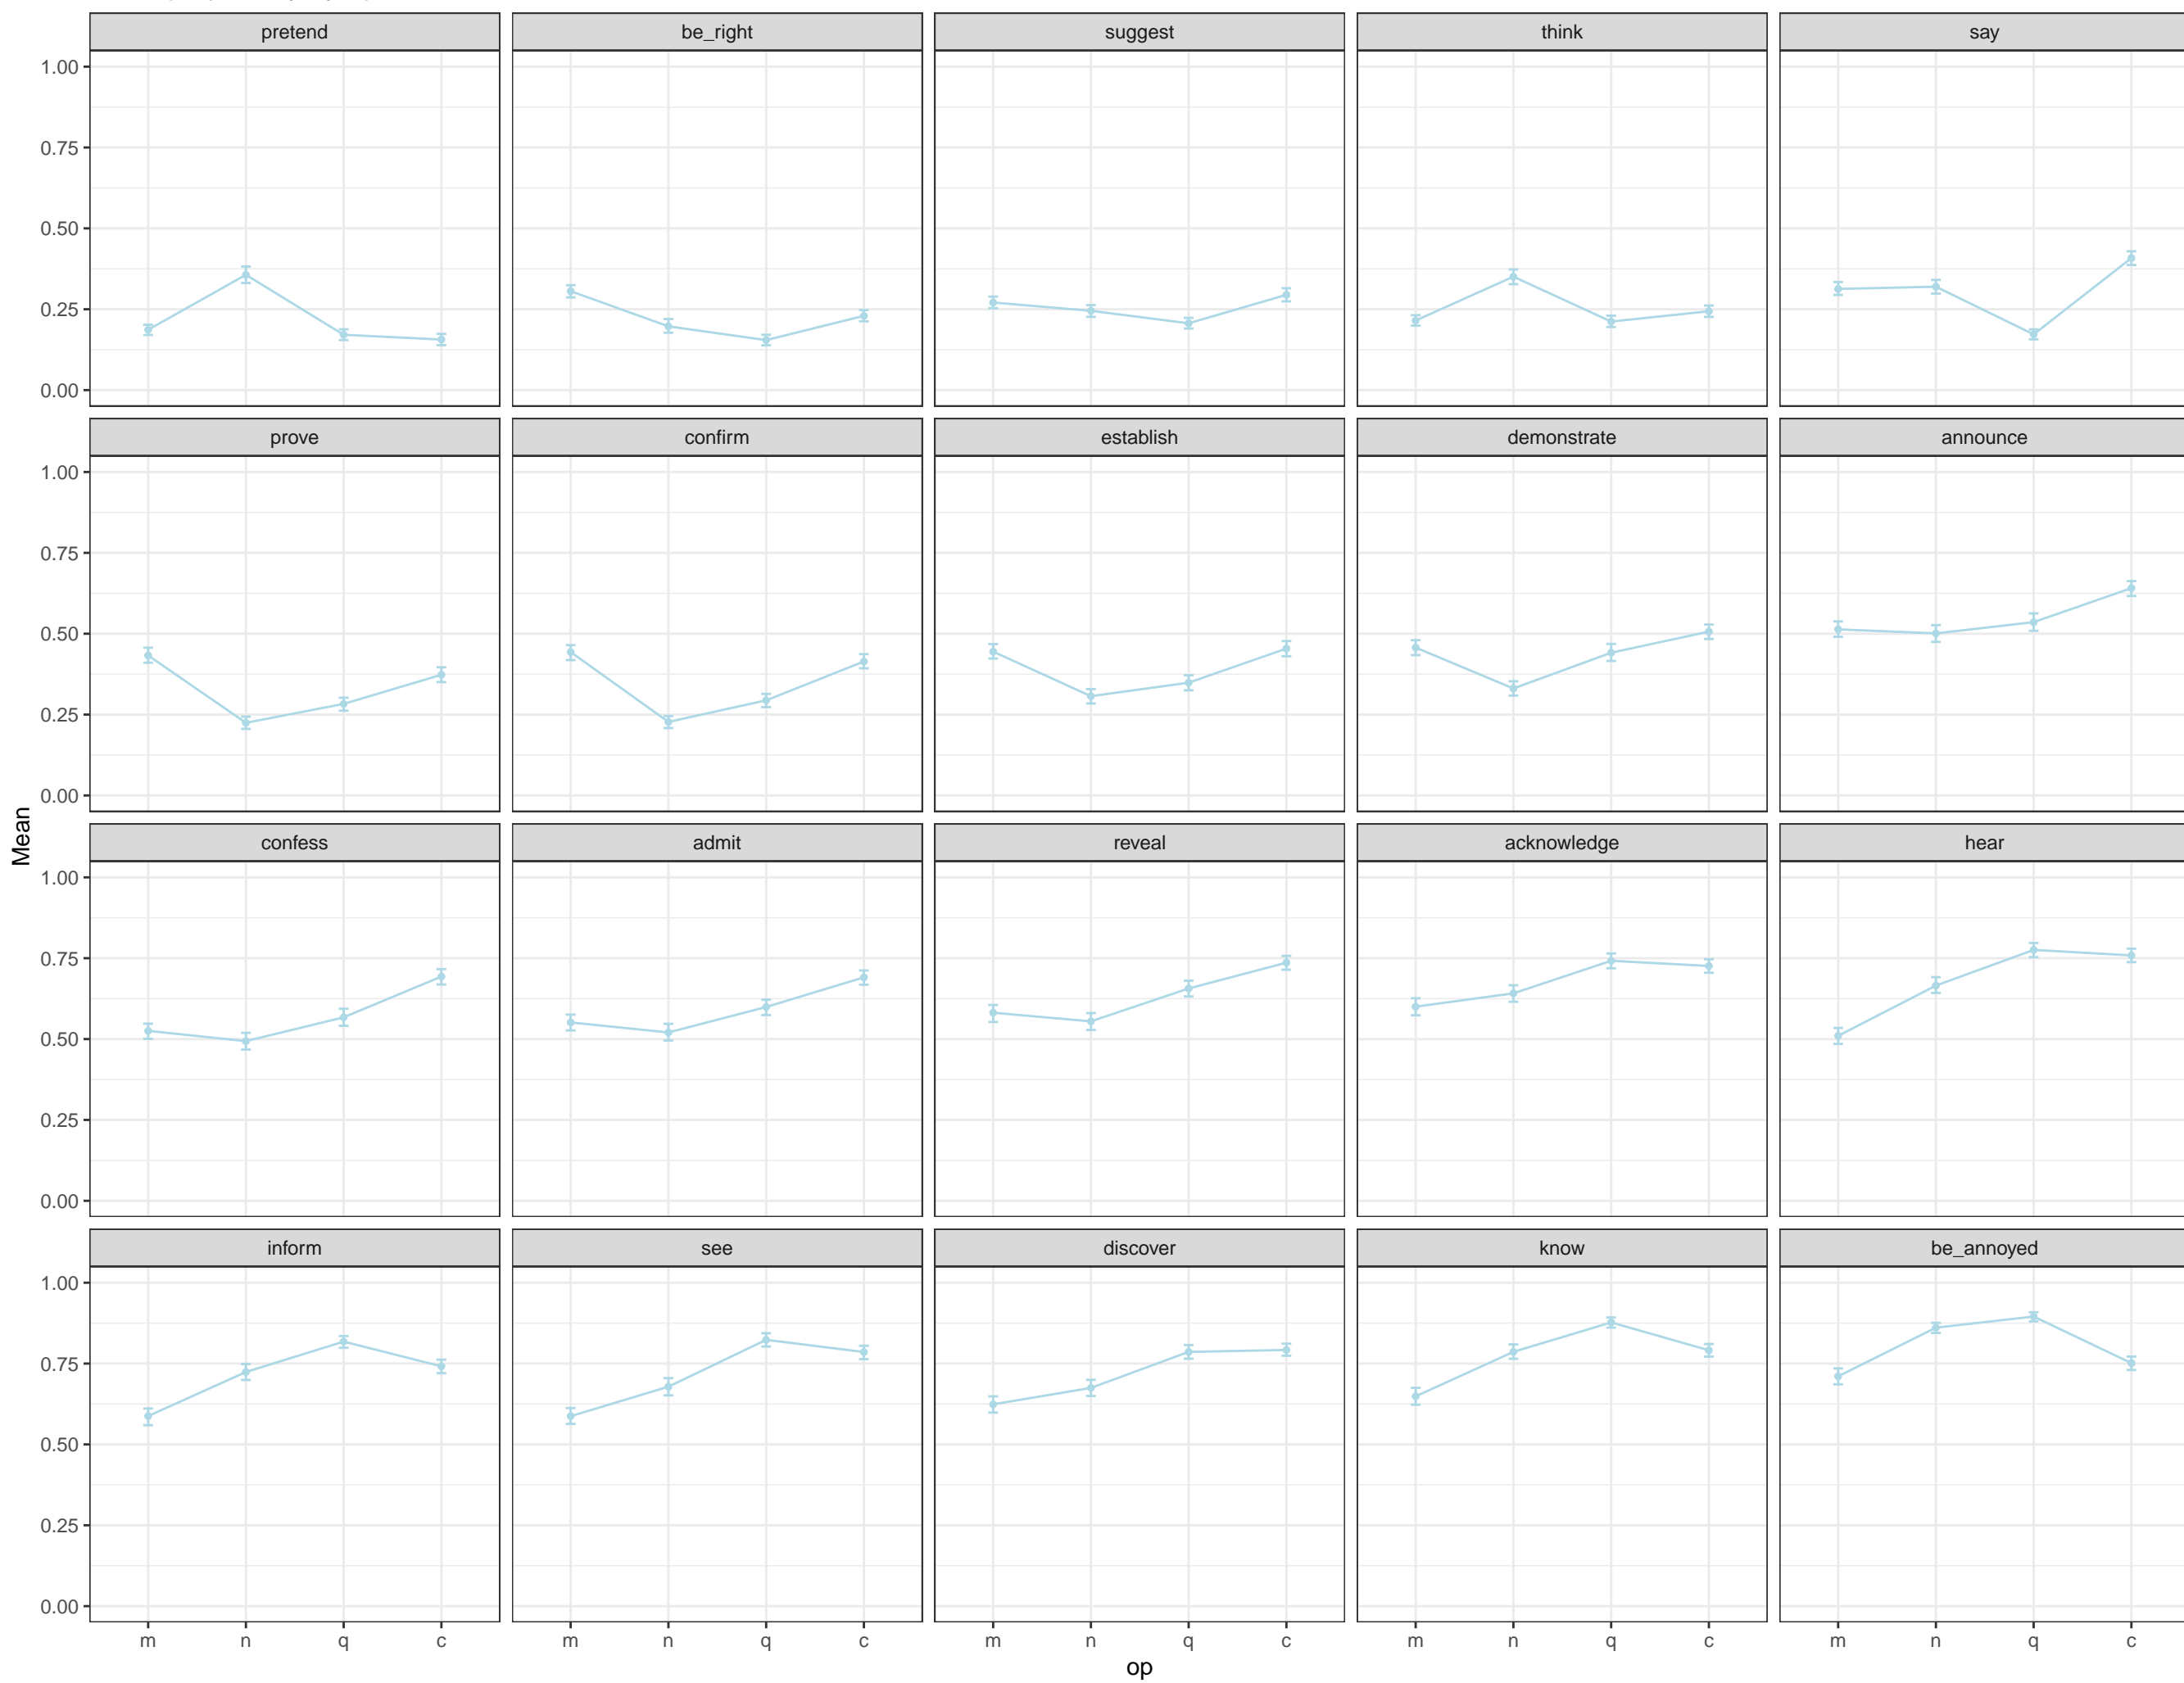 pretend be_right suggest think say
1.00
0.75
0.50
0.25
0.00
prove confirm establish demonstrate announce
1.00
0.75
0.50
0.25
0.00
Mean
confess admit reveal acknowledge hear
1.00
0.75
0.50
0.25
0.00
inform see discover know be_annoyed
1.00
0.75
0.50
0.25
0.00
m n q c m n q c m n q c m n q c m n q c
op